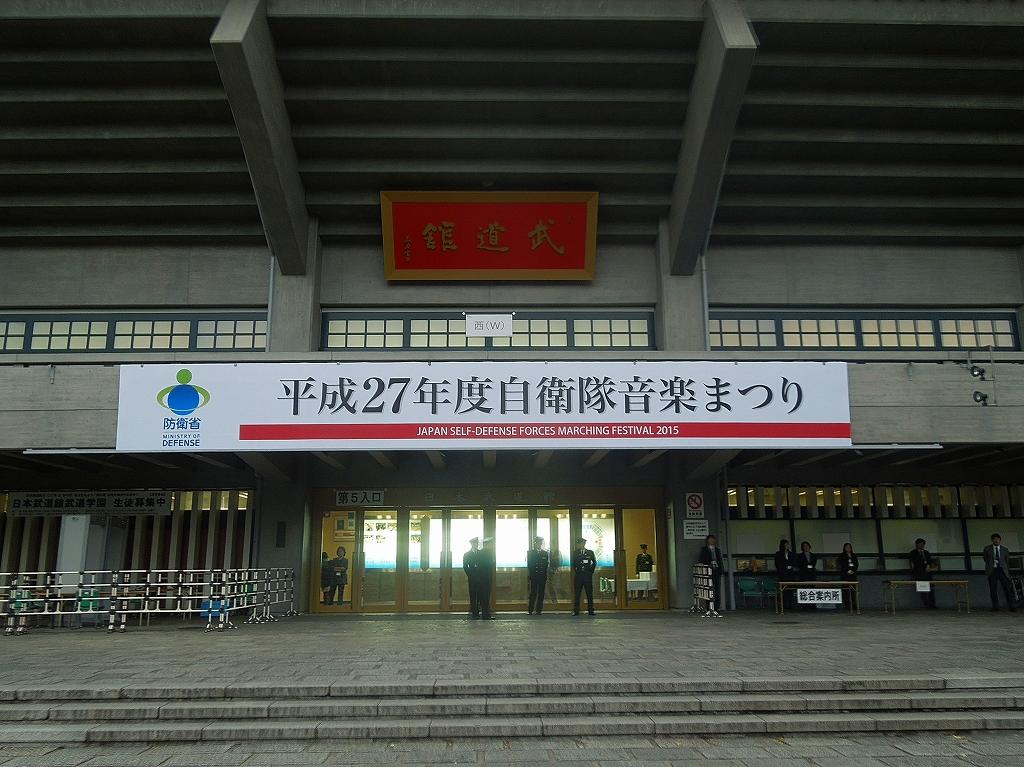 武道館
西(W)
防衛省
MINISTRY OF
DEFENSE
平成27年度自衛隊音楽まつり
JAPAN SELF-DEFENSE FORCES MARCHING FESTIVAL 2015
日本武道館武道学園 生徒募集中
第5入口
総合案内所